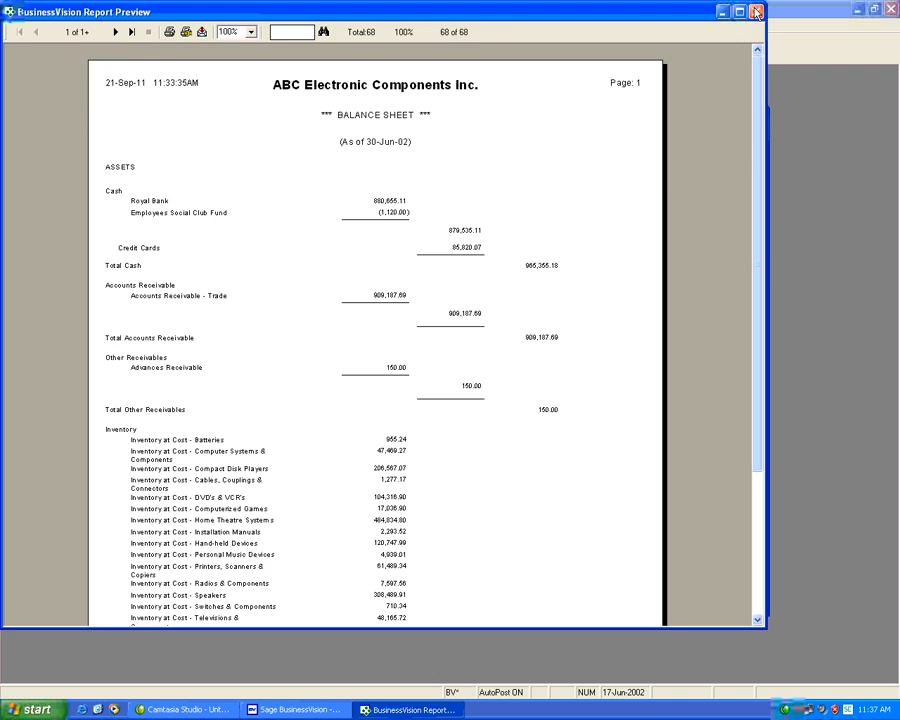 BusinessVision Report Preview
1 of 1+ 100% Total:68 100% 68 of 68
21-Sep-11 11:33:35AM ABC Electronic Components Inc. Page: 1
*** BALANCE SHEET ***
(As of 30-Jun-02)
ASSETS
Cash
Royal Bank 880,655.11
Employees Social Club Fund (1,120.00)
879,535.11
Credit Cards 85,820.07
Total Cash 965,355.18
Accounts Receivable
Accounts Receivable - Trade 909,187.69
909,187.69
Total Accounts Receivable 909,187.69
Other Receivables
Advances Receivable 150.00
150.00
Total Other Receivables 150.00
Inventory
Inventory at Cost - Batteries 955.24
Inventory at Cost - Computer Systems & 47,469.27
Components
Inventory at Cost - Compact Disk Players 206,567.07
Inventory at Cost - Cables, Couplings & 1,277.17
Connectors
Inventory at Cost - DVD's & VCR's 104,316.90
Inventory at Cost - Computerized Games 17,036.90
Inventory at Cost - Home Theatre Systems 484,834.80
Inventory at Cost - Installation Manuals 2,293.52
Inventory at Cost - Hand-held Devices 120,747.99
Inventory at Cost - Personal Music Devices 4,939.01
Inventory at Cost - Printers, Scanners & 61,489.34
Copiers
Inventory at Cost - Radios & Components 7,597.56
Inventory at Cost - Speakers 308,489.91
Inventory at Cost - Switches & Components 710.34
Inventory at Cost - Televisions & 48,165.72
BV* AutoPost ON NUM 17-Jun-2002
start Camtasia Studio - Unt... Sage BusinessVision -... BusinessVision Report... SE 11:37 AM